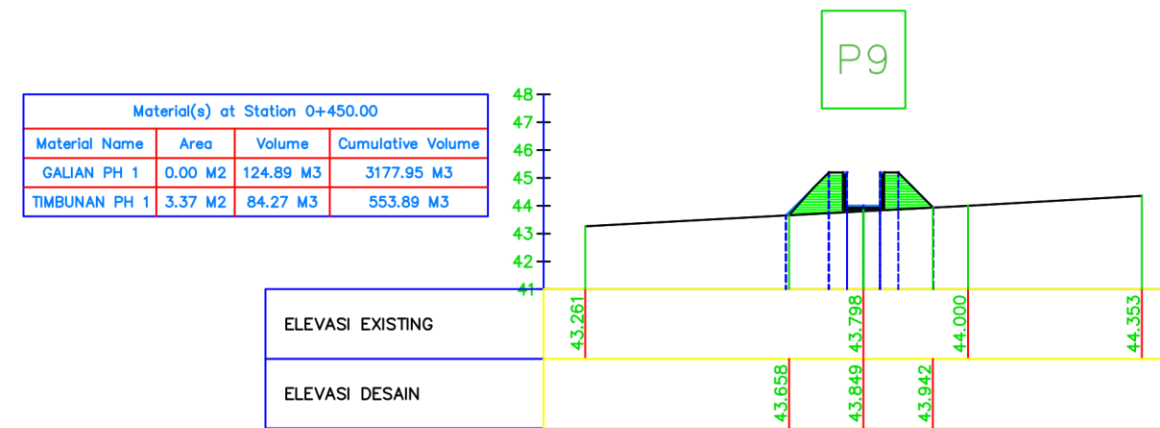 P9
Material(s) at Station 0+450.00
Material Name Area Volume Cumulative Volume
GALIAN PH 1 0.00 M2 124.89 M3 3177.95 M3
TIMBUNAN PH 1 3.37 M2 84.27 M3 553.89 M3
48
47
46
45
44
43
42
41
ELEVASI EXISTING 43.261 43.798 44.000 44.353
ELEVASI DESAIN 43.658 43.849 43.942